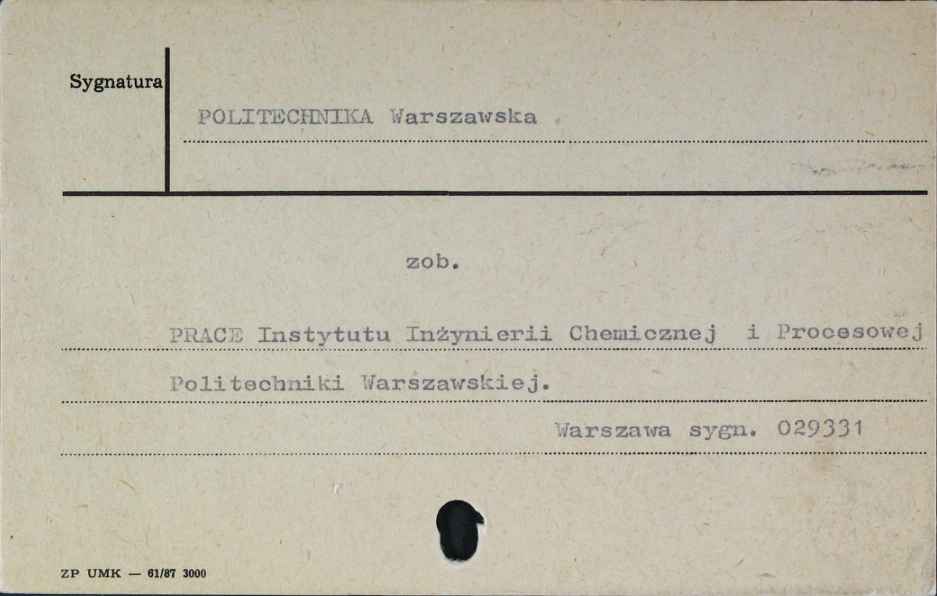 Sygnatura
POLITECHNIKA Warszawska
zob.
PRACE Instytutu Inżynierii Chemicznej i Procesowej
Politechniki Warszawskiej.
Warszawa sygn. 029331
ZP UMK — 61/87 3000